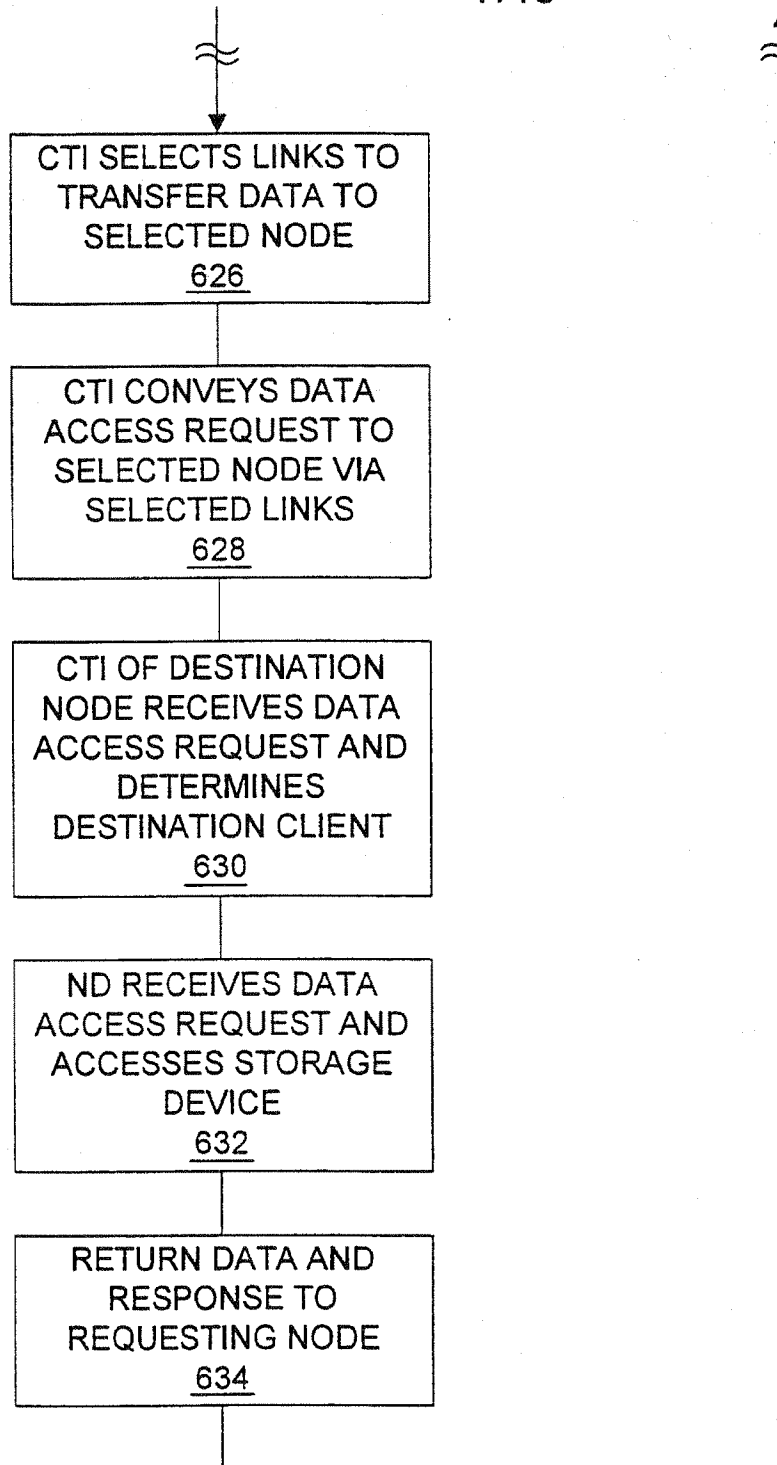 CTI SELECTS LINKS TO
TRANSFER DATA TO
SELECTED NODE
626
CTI CONVEYS DATA
ACCESS REQUEST TO
SELECTED NODE VIA
SELECTED LINKS
628
CTI OF DESTINATION
NODE RECEIVES DATA
ACCESS REQUEST AND
DETERMINES
DESTINATION CLIENT
630
ND RECEIVES DATA
ACCESS REQUEST AND
ACCESSES STORAGE
DEVICE
632
RETURN DATA AND
RESPONSE TO
REQUESTING NODE
634